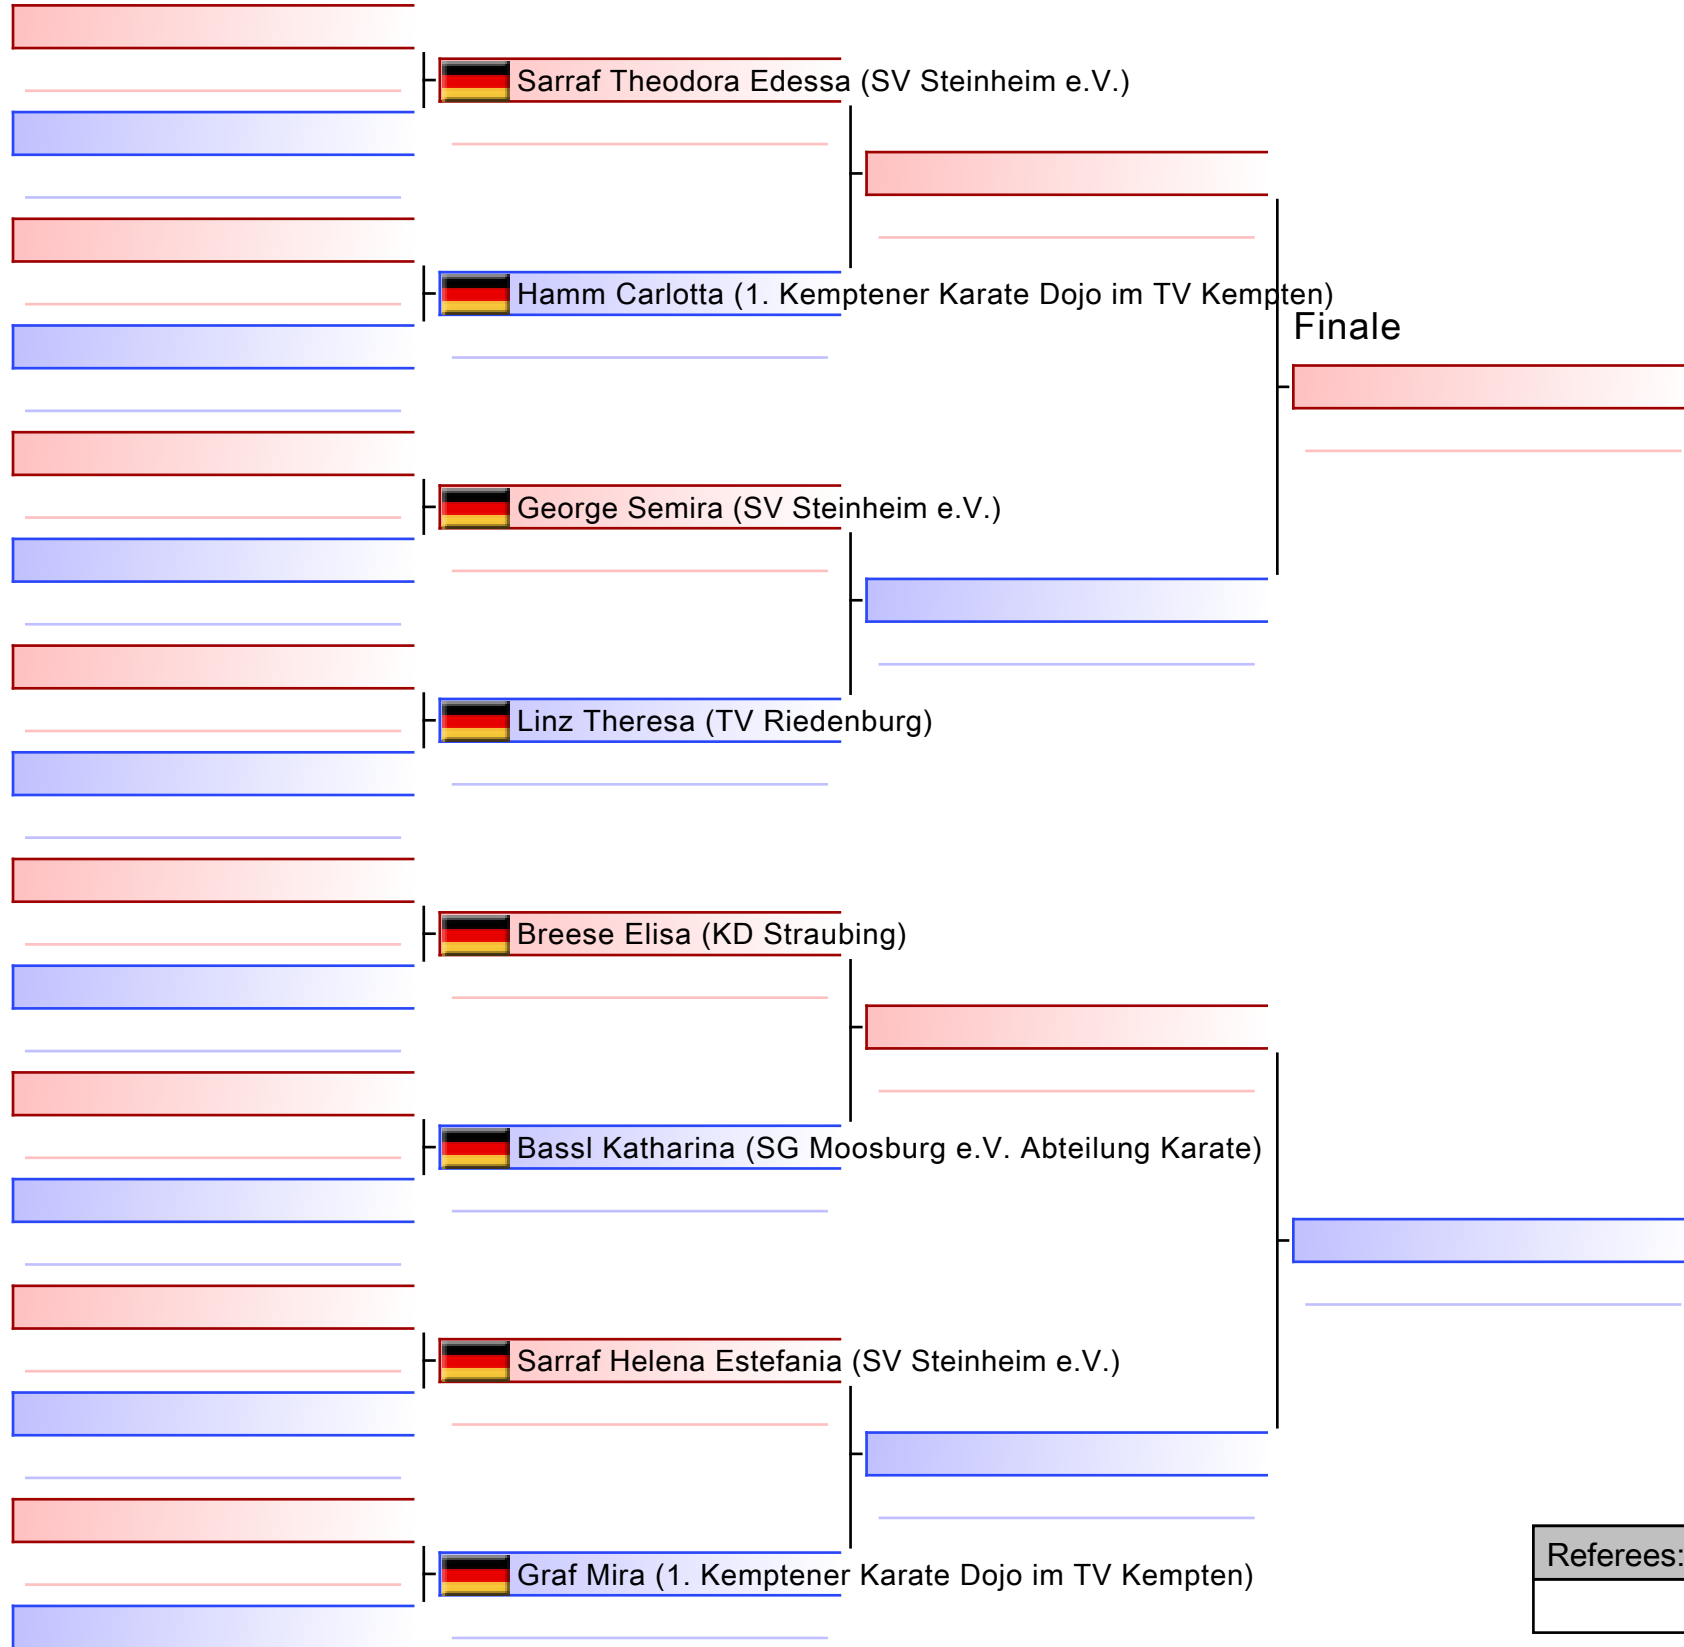 Sarraf Theodora Edessa (SV Steinheim e.V.)
Hamm Carlotta (1. Kemptener Karate Dojo im TV Kempten)
Finale
George Semira (SV Steinheim e.V.)
Linz Theresa (TV Riedenburg)
Breese Elisa (KD Straubing)
Bassl Katharina (SG Moosburg e.V. Abteilung Karate)
Sarraf Helena Estefania (SV Steinheim e.V.)
Referees:
Graf Mira (1. Kemptener Karate Dojo im TV Kempten)